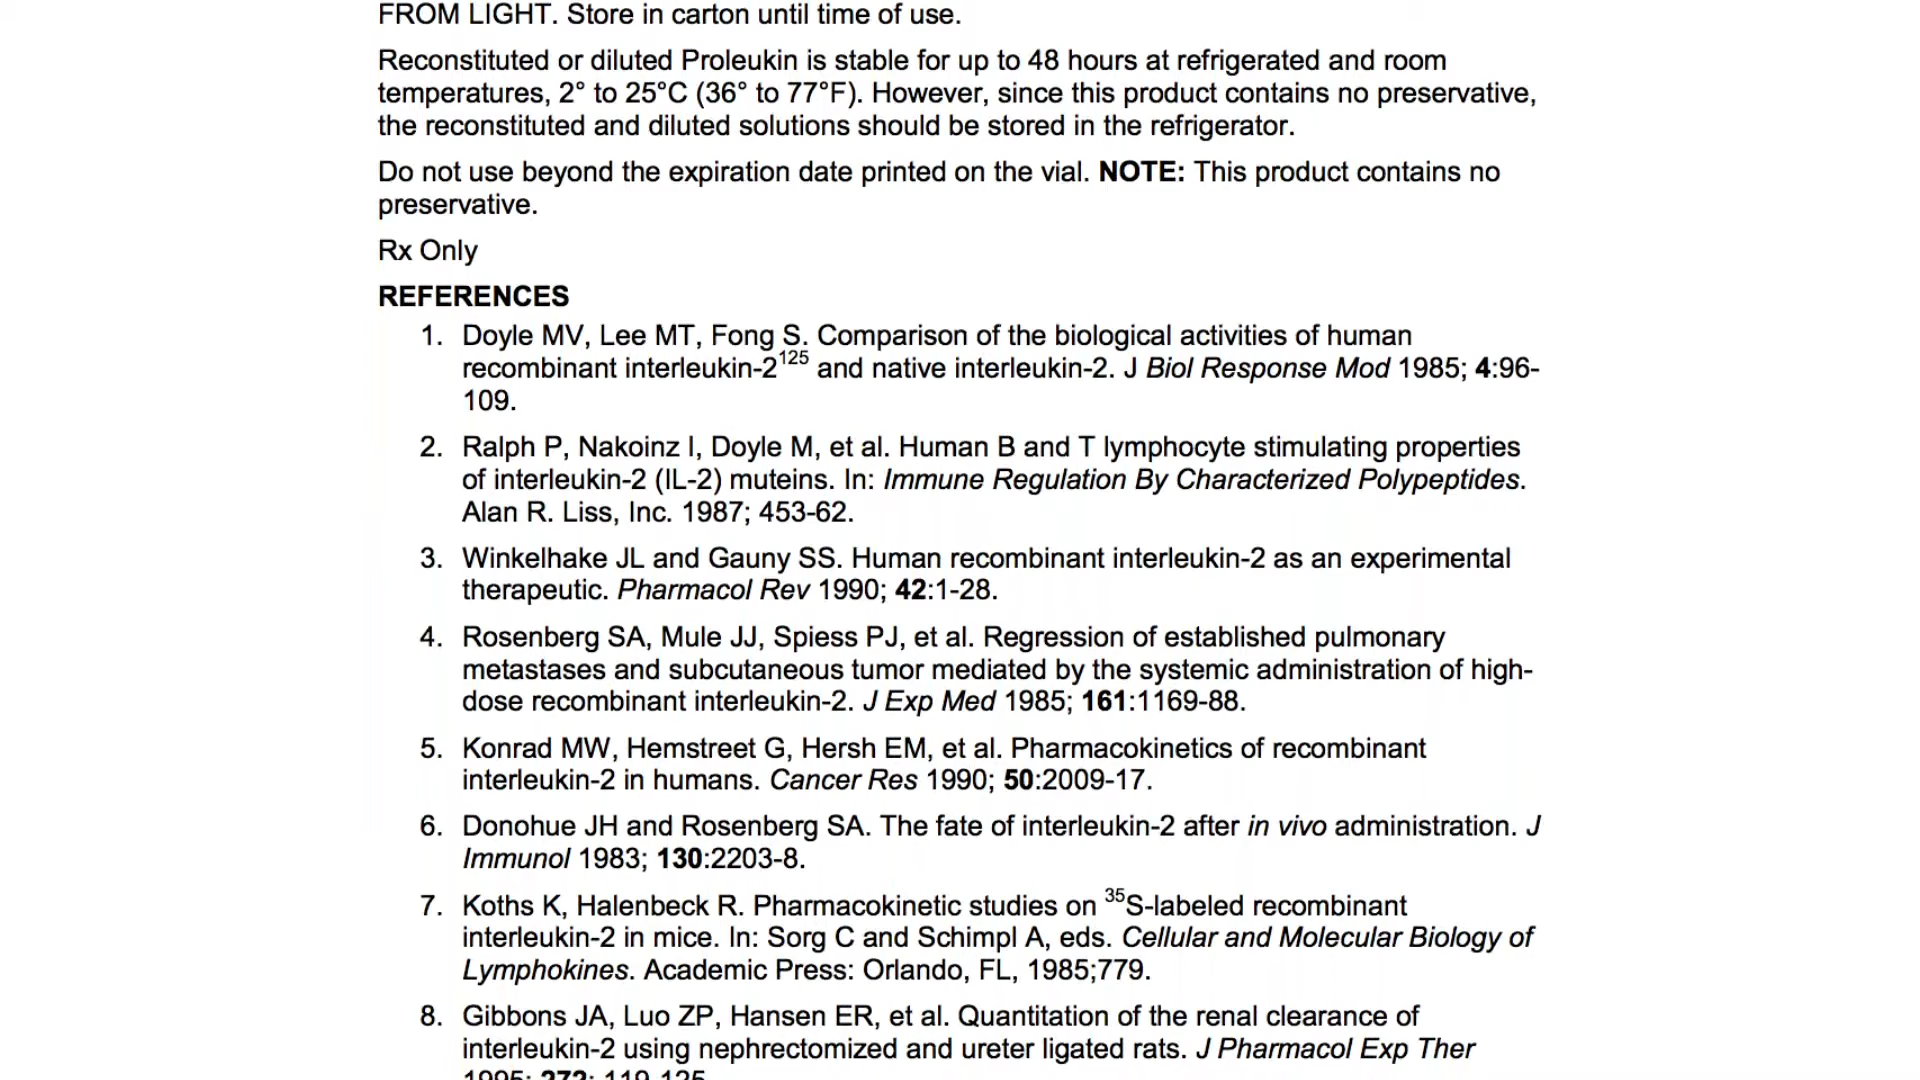 FROM LIGHT. Store in carton until time of use.
Reconstituted or diluted Proleukin is stable for up to 48 hours at refrigerated and room
temperatures, 2° to 25°C (36° to 77°F). However, since this product contains no preservative,
the reconstituted and diluted solutions should be stored in the refrigerator.
Do not use beyond the expiration date printed on the vial. NOTE: This product contains no
preservative.
Rx Only
REFERENCES
1. Doyle MV, Lee MT, Fong S. Comparison of the biological activities of human
recombinant interleukin-2¹²⁵ and native interleukin-2. J Biol Response Mod 1985; 4:96-
109.
2. Ralph P, Nakoinz I, Doyle M, et al. Human B and T lymphocyte stimulating properties
of interleukin-2 (IL-2) muteins. In: Immune Regulation By Characterized Polypeptides.
Alan R. Liss, Inc. 1987; 453-62.
3. Winkelhake JL and Gauny SS. Human recombinant interleukin-2 as an experimental
therapeutic. Pharmacol Rev 1990; 42:1-28.
4. Rosenberg SA, Mule JJ, Spiess PJ, et al. Regression of established pulmonary
metastases and subcutaneous tumor mediated by the systemic administration of high-
dose recombinant interleukin-2. J Exp Med 1985; 161:1169-88.
5. Konrad MW, Hemstreet G, Hersh EM, et al. Pharmacokinetics of recombinant
interleukin-2 in humans. Cancer Res 1990; 50:2009-17.
6. Donohue JH and Rosenberg SA. The fate of interleukin-2 after in vivo administration. J
Immunol 1983; 130:2203-8.
7. Koths K, Halenbeck R. Pharmacokinetic studies on ³⁵S-labeled recombinant
interleukin-2 in mice. In: Sorg C and Schimpl A, eds. Cellular and Molecular Biology of
Lymphokines. Academic Press: Orlando, FL, 1985;779.
8. Gibbons JA, Luo ZP, Hansen ER, et al. Quantitation of the renal clearance of
interleukin-2 using nephrectomized and ureter ligated rats. J Pharmacol Exp Ther
1995; 272: 119-125.